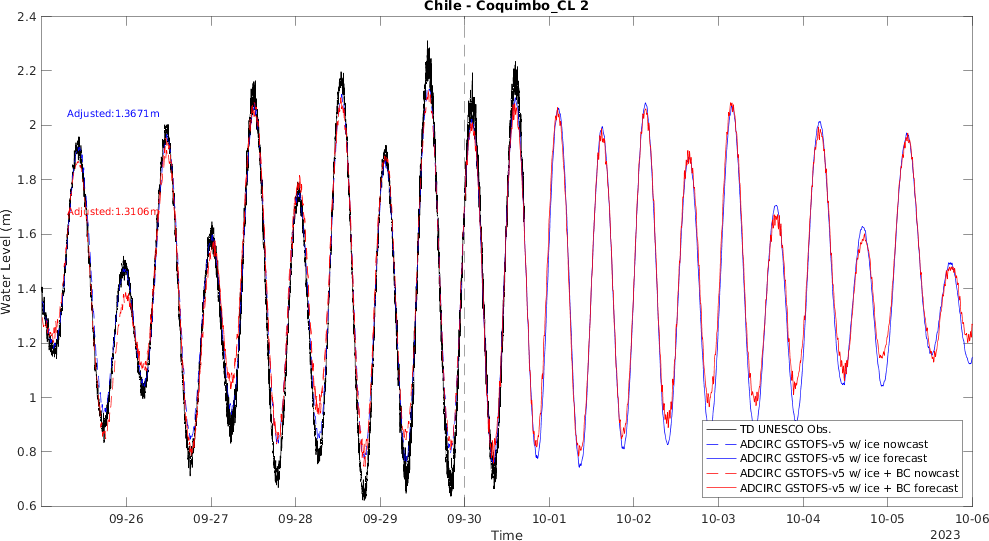 Chile - Coquimbo_CL 2
2.4
2.2
2
1.8
1.6
1.4
1.2
1
0.8
0.6
Water Level (m)
Adjusted:1.3671m
Adjusted:1.3106m
TD UNESCO Obs.
ADCIRC GSTOFS-v5 w/ ice nowcast
ADCIRC GSTOFS-v5 w/ ice forecast
ADCIRC GSTOFS-v5 w/ ice + BC nowcast
ADCIRC GSTOFS-v5 w/ ice + BC forecast
09-26 09-27 09-28 09-29 09-30 10-01 10-02 10-03 10-04 10-05 10-06
Time
2023